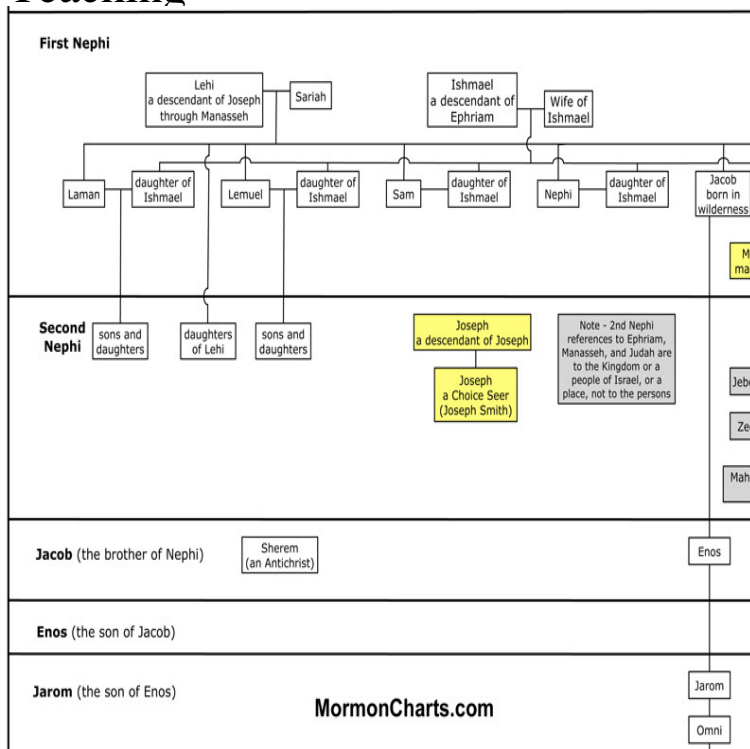 Teaching
First Nephi
Lehi
a descendant of Joseph
through Manasseh
Sariah
Ishmael
a descendant of
Ephriam
Wife of
Ishmael
Laman
daughter of
Ishmael
Lemuel
daughter of
Ishmael
Sam
daughter of
Ishmael
Nephi
daughter of
Ishmael
Jacob
born in
wilderness
M
ma
Second
Nephi
sons and
daughters
daughters
of Lehi
sons and
daughters
Joseph
a descendant of Joseph
Joseph
a Choice Seer
(Joseph Smith)
Note - 2nd Nephi
references to Ephriam,
Manasseh, and Judah are
to the Kingdom or a
people of Israel, or a
place, not to the persons
Jeb
Ze
Mah
Jacob (the brother of Nephi)
Sherem
(an Antichrist)
Enos
Enos (the son of Jacob)
Jarom (the son of Enos)
MormonCharts.com
Jarom
Omni